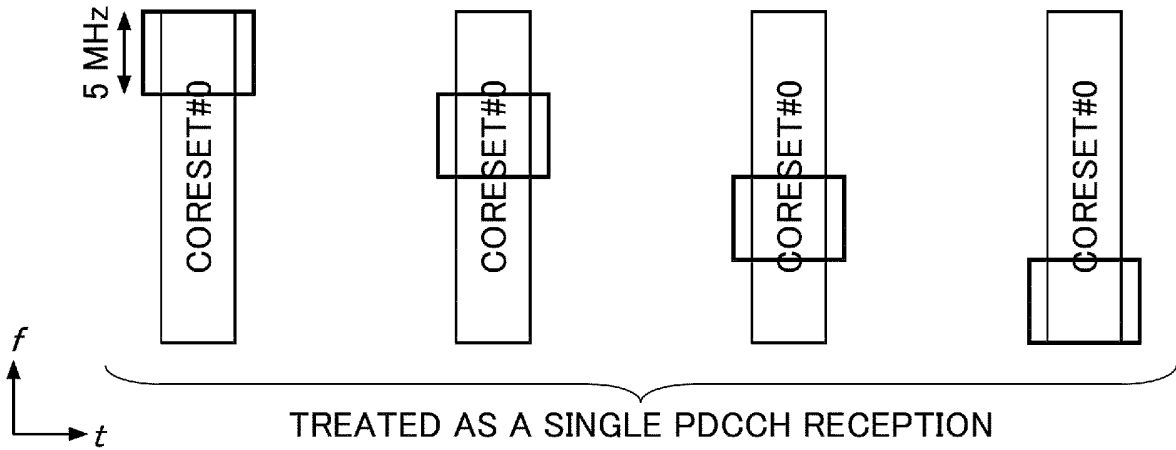 5 MHz
CORESET#0
CORESET#0
CORESET#0
CORESET#0
f
t
TREATED AS A SINGLE PDCCH RECEPTION